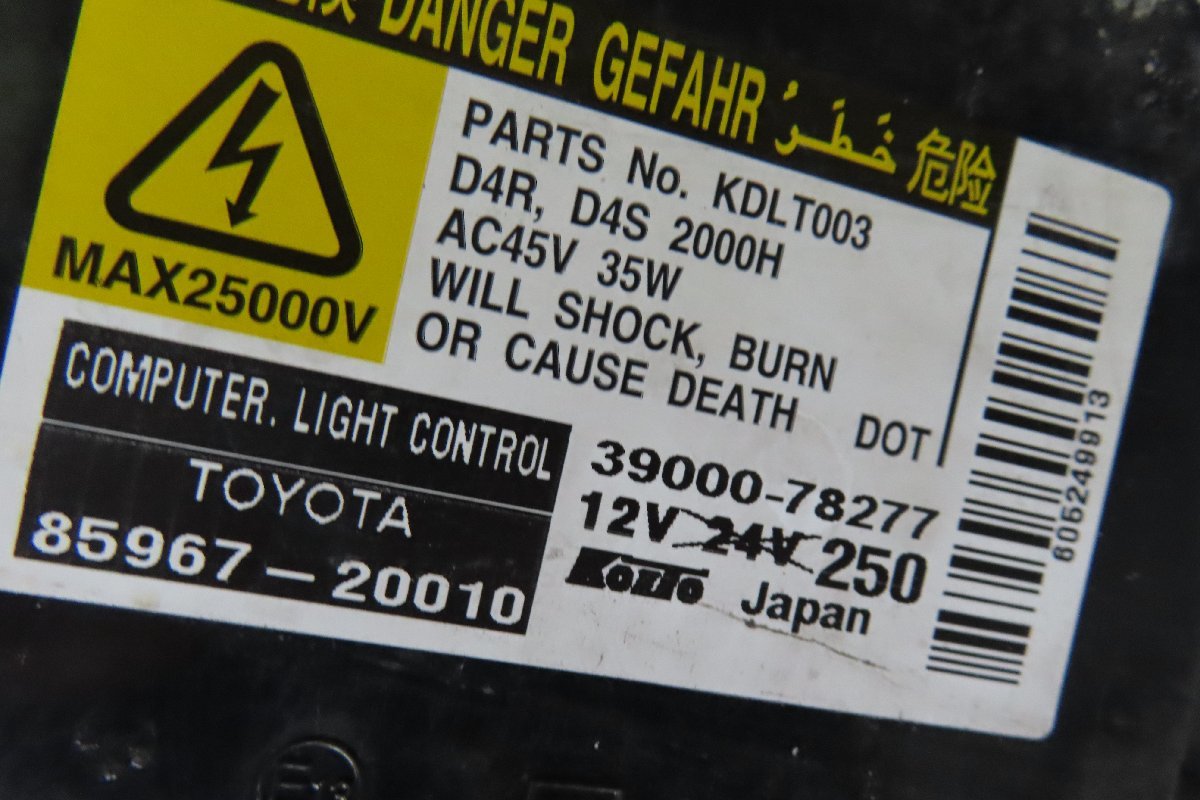 DANGER GEFAHR خَطَرُ 危险
PARTS No. KDLT003
D4R, D4S 2000H
AC45V 35W
WILL SHOCK, BURN
OR CAUSE DEATH DOT
MAX25000V
COMPUTER. LIGHT CONTROL
TOYOTA
85967-20010
39000-78277
12V 24V 250
KOITO Japan
605249913